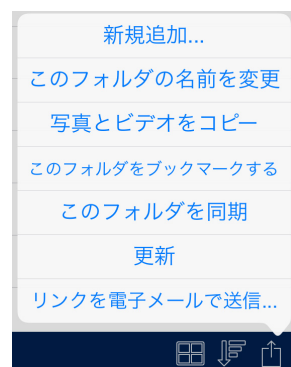 新規追加...
このフォルダの名前を変更
写真とビデオをコピー
このフォルダをブックマークする
このフォルダを同期
更新
リンクを電子メールで送信...